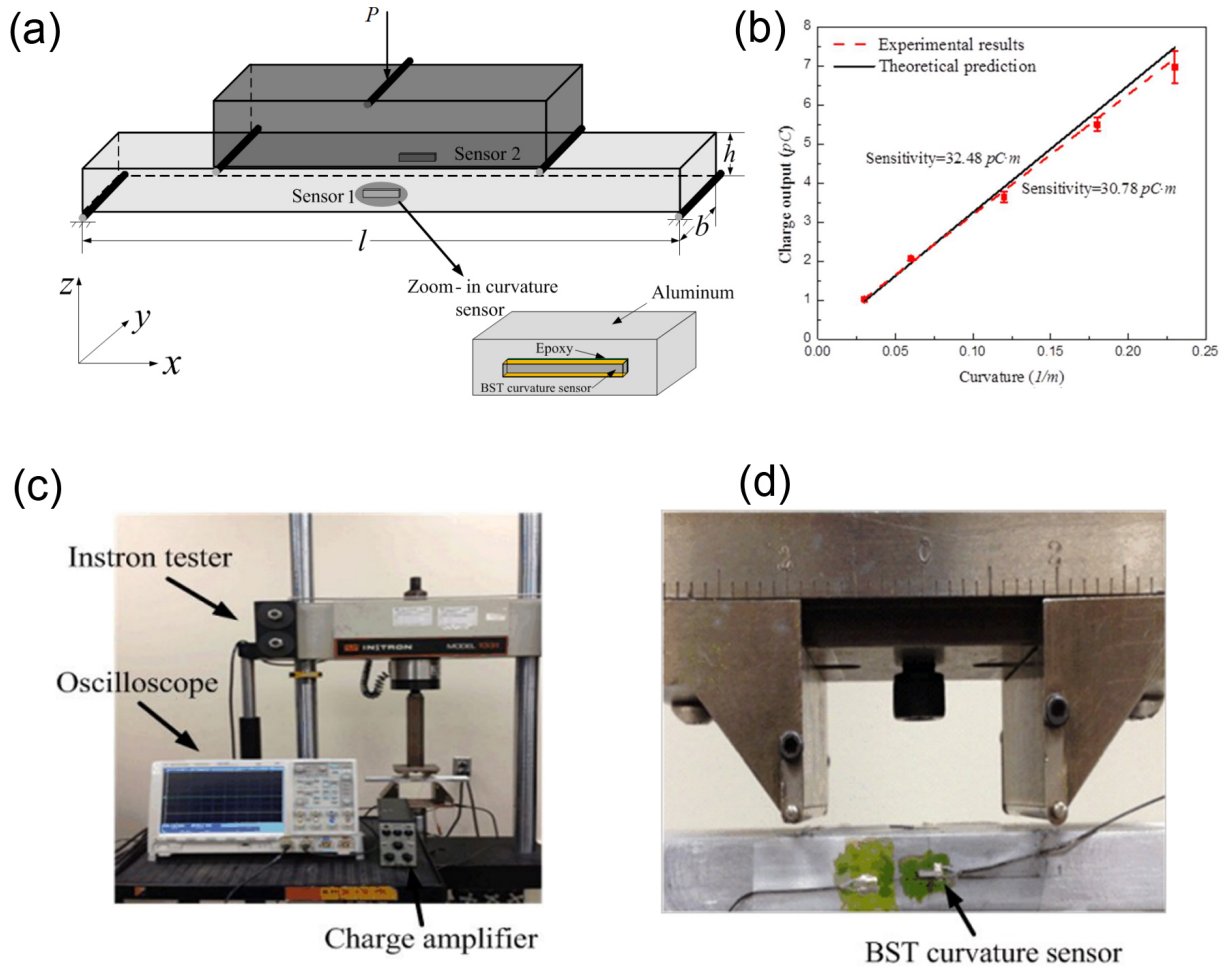 (a)
P
Sensor 2
h
Sensor 1
b
l
Zoom - in curvature
sensor
z
y
x
Aluminum
Epoxy
BST curvature sensor
(b)
8
7
6
5
4
3
2
1
0
Charge output (pC)
Experimental results
Theoretical prediction
Sensitivity=32.48 pC·m
Sensitivity=30.78 pC·m
0.00 0.05 0.10 0.15 0.20 0.25
Curvature (1/m)
(c)
Instron tester
Oscilloscope
INSTRON
MODEL
Charge amplifier
(d)
2 0 2
BST curvature sensor